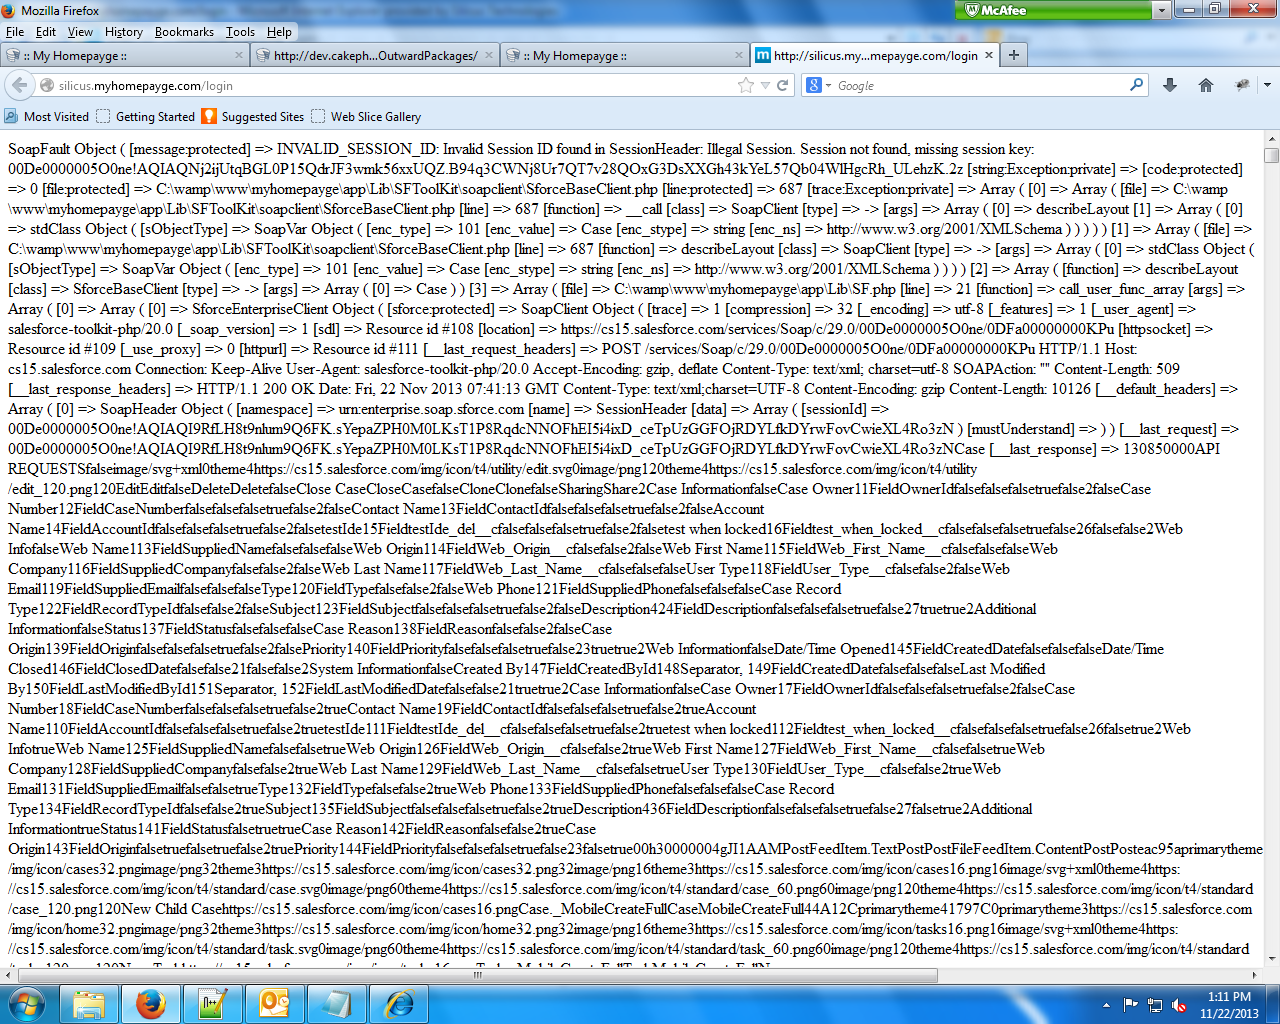 Mozilla Firefox
McAfee
File Edit View History Bookmarks Tools Help
:: My Homepayge ::
http://dev.cakeph...OutwardPackages/
:: My Homepayge ::
http://silicus.my...mepayge.com/login
silicus.myhomepayge.com/login
Google
Most Visited Getting Started Suggested Sites Web Slice Gallery
SoapFault Object ( [message:protected] => INVALID_SESSION_ID: Invalid Session ID found in SessionHeader: Illegal Session. Session not found, missing session key:
00De0000005O0ne!AQIAQNj2ijUtqBGL0P15QdrJF3wmk56xxUQZ.B94q3CWNj8Ur7QT7v28QOxG3DsXXGh43kYeL57Qb04WlHgcRh_ULehzK.2z [string:Exception:private] => [code:protected]
=> 0 [file:protected] => C:\wamp\www\myhomepayge\app\Lib\SFToolKit\soapclient\SforceBaseClient.php [line:protected] => 687 [trace:Exception:private] => Array ( [0] => Array ( [file] => C:\wamp
\www\myhomepayge\app\Lib\SFToolKit\soapclient\SforceBaseClient.php [line] => 687 [function] => __call [class] => SoapClient [type] => -> [args] => Array ( [0] => describeLayout [1] => Array ( [0]
=> stdClass Object ( [sObjectType] => SoapVar Object ( [enc_type] => 101 [enc_value] => Case [enc_stype] => string [enc_ns] => http://www.w3.org/2001/XMLSchema ) ) ) ) ) [1] => Array ( [file] =>
C:\wamp\www\myhomepayge\app\Lib\SFToolKit\soapclient\SforceBaseClient.php [line] => 687 [function] => describeLayout [class] => SoapClient [type] => -> [args] => Array ( [0] => stdClass Object (
[sObjectType] => SoapVar Object ( [enc_type] => 101 [enc_value] => Case [enc_stype] => string [enc_ns] => http://www.w3.org/2001/XMLSchema ) ) ) ) [2] => Array ( [function] => describeLayout
[class] => SforceBaseClient [type] => -> [args] => Array ( [0] => Case ) ) [3] => Array ( [file] => C:\wamp\www\myhomepayge\app\Lib\SF.php [line] => 21 [function] => call_user_func_array [args] =>
Array ( [0] => Array ( [0] => SforceEnterpriseClient Object ( [sforce:protected] => SoapClient Object ( [trace] => 1 [compression] => 32 [_encoding] => utf-8 [_features] => 1 [_user_agent] =>
salesforce-toolkit-php/20.0 [_soap_version] => 1 [sdl] => Resource id #108 [location] => https://cs15.salesforce.com/services/Soap/c/29.0/00De0000005O0ne/0DFa00000000KPu [httpsocket] =>
Resource id #109 [_use_proxy] => 0 [httpurl] => Resource id #111 [__last_request_headers] => POST /services/Soap/c/29.0/00De0000005O0ne/0DFa00000000KPu HTTP/1.1 Host:
cs15.salesforce.com Connection: Keep-Alive User-Agent: salesforce-toolkit-php/20.0 Accept-Encoding: gzip, deflate Content-Type: text/xml; charset=utf-8 SOAPAction: "" Content-Length: 509
[__last_response_headers] => HTTP/1.1 200 OK Date: Fri, 22 Nov 2013 07:41:13 GMT Content-Type: text/xml;charset=UTF-8 Content-Encoding: gzip Content-Length: 10126 [__default_headers] =>
Array ( [0] => SoapHeader Object ( [namespace] => urn:enterprise.soap.sforce.com [name] => SessionHeader [data] => Array ( [sessionId] =>
00De0000005O0ne!AQIAQI9RfLH8t9nlum9Q6FK.sYepaZPH0M0LKsT1P8RqdcNNOFhEI5i4ixD_ceTpUzGGFOjRDYLfkDYrwFovCwieXL4Ro3zN ) [mustUnderstand] => ) ) [__last_request] =>
00De0000005O0ne!AQIAQI9RfLH8t9nlum9Q6FK.sYepaZPH0M0LKsT1P8RqdcNNOFhEI5i4ixD_ceTpUzGGFOjRDYLfkDYrwFovCwieXL4Ro3zNCase [__last_response] => 130850000API
REQUESTSfalseimage/svg+xml0theme4https://cs15.salesforce.com/img/icon/t4/utility/edit.svg0image/png120theme4https://cs15.salesforce.com/img/icon/t4/utility
/edit_120.png120EditEditfalseDeleteDeletefalseClose CaseCloseCasefalseCloneClonefalseSharingShare2Case InformationfalseCase Owner11FieldOwnerIdfalsefalsefalsetruefalse2falseCase
Number12FieldCaseNumberfalsefalsefalsetruefalse2falseContact Name13FieldContactIdfalsefalsefalsetruefalse2falseAccount
Name14FieldAccountIdfalsefalsefalsetruefalse2falsetestIde15FieldtestIde_del__cfalsefalsefalsetruefalse2falsetest when locked16Fieldtest_when_locked__cfalsefalsefalsetruefalse26falsefalse2Web
InfofalseWeb Name113FieldSuppliedNamefalsefalsefalseWeb Origin114FieldWeb_Origin__cfalsefalse2falseWeb First Name115FieldWeb_First_Name__cfalsefalsefalseWeb
Company116FieldSuppliedCompanyfalsefalse2falseWeb Last Name117FieldWeb_Last_Name__cfalsefalsefalseUser Type118FieldUser_Type__cfalsefalse2falseWeb
Email119FieldSuppliedEmailfalsefalsefalseType120FieldTypefalsefalse2falseWeb Phone121FieldSuppliedPhonefalsefalsefalseCase Record
Type122FieldRecordTypeIdfalsefalse2falseSubject123FieldSubjectfalsefalsefalsetruefalse2falseDescription424FieldDescriptionfalsefalsefalsetruefalse27truetrue2Additional
InformationfalseStatus137FieldStatusfalsefalsefalseCase Reason138FieldReasonfalsefalse2falseCase
Origin139FieldOriginfalsetruefalsetruefalse2falsePriority140FieldPriorityfalsefalsefalsetruefalse23truetrue2Web InformationfalseDate/Time Opened145FieldCreatedDatefalsefalsefalseDate/Time
Closed146FieldClosedDatefalsefalse21falsefalse2System InformationfalseCreated By147FieldCreatedById148Separator, 149FieldCreatedDatefalsefalsefalseLast Modified
By150FieldLastModifiedById151Separator, 152FieldLastModifiedDatefalsefalse21truetrue2Case InformationfalseCase Owner17FieldOwnerIdfalsefalsefalsetruefalse2falseCase
Number18FieldCaseNumberfalsefalsefalsetruefalse2trueContact Name19FieldContactIdfalsefalsefalsetruefalse2trueAccount
Name110FieldAccountIdfalsefalsefalsetruefalse2truetestIde111FieldtestIde_del__cfalsefalsefalsetruefalse2truetest when locked112Fieldtest_when_locked__cfalsefalsefalsetruefalse26falsetrue2Web
InfotrueWeb Name125FieldSuppliedNamefalsefalsetrueWeb Origin126FieldWeb_Origin__cfalsefalse2trueWeb First Name127FieldWeb_First_Name__cfalsefalsetrueWeb
Company128FieldSuppliedCompanyfalsefalse2trueWeb Last Name129FieldWeb_Last_Name__cfalsefalsetrueUser Type130FieldUser_Type__cfalsefalse2trueWeb
Email131FieldSuppliedEmailfalsefalsetrueType132FieldTypefalsefalse2trueWeb Phone133FieldSuppliedPhonefalsefalsefalseCase Record
Type134FieldRecordTypeIdfalsefalse2trueSubject135FieldSubjectfalsefalsefalsetruefalse2trueDescription436FieldDescriptionfalsefalsefalsetruefalse27falsetrue2Additional
InformationtrueStatus141FieldStatusfalsetruetrueCase Reason142FieldReasonfalsefalse2trueCase
Origin143FieldOriginfalsetruefalsetruefalse2truePriority144FieldPriorityfalsefalsefalsetruefalse23falsetrue00h30000004gJI1AAMPostFeedItem.TextPostPostFileFeedItem.ContentPostPosteac95aprimarytheme
/img/icon/cases32.pngimage/png32theme3https://cs15.salesforce.com/img/icon/cases32.png32image/png16theme3https://cs15.salesforce.com/img/icon/cases16.png16image/svg+xml0theme4https:
//cs15.salesforce.com/img/icon/t4/standard/case.svg0image/png60theme4https://cs15.salesforce.com/img/icon/t4/standard/case_60.png60image/png120theme4https://cs15.salesforce.com/img/icon/t4/standard
/case_120.png120New Child Casehttps://cs15.salesforce.com/img/icon/cases16.pngCase._MobileCreateFullCaseMobileCreateFull44A12Cprimarytheme41797C0primarytheme3https://cs15.salesforce.com
/img/icon/home32.pngimage/png32theme3https://cs15.salesforce.com/img/icon/home32.png32image/png16theme3https://cs15.salesforce.com/img/icon/tasks16.png16image/svg+xml0theme4https:
//cs15.salesforce.com/img/icon/t4/standard/task.svg0image/png60theme4https://cs15.salesforce.com/img/icon/t4/standard/task_60.png60image/png120theme4https://cs15.salesforce.com/img/icon/t4/standard
1:11 PM
11/22/2013